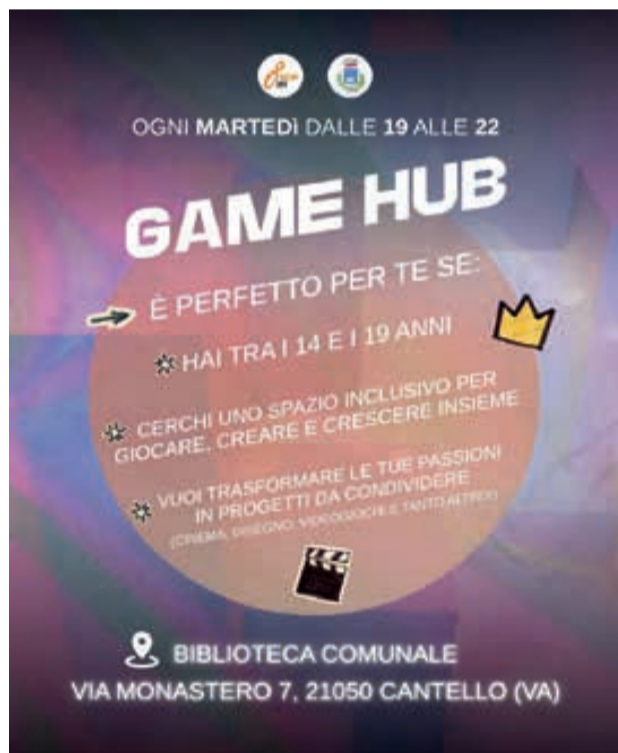 OGNI MARTEDÌ DALLE 19 ALLE 22
GAME HUB
È PERFETTO PER TE SE:
HAI TRA I 14 E I 19 ANNI
CERCHI UNO SPAZIO INCLUSIVO PER
GIOCARE, CREARE E CRESCERE INSIEME
VUOI TRASFORMARE LE TUE PASSIONI
IN PROGETTI DA CONDIVIDERE
(CINEMA, DISEGNO, VIDEOGIOCHI E TANTO ALTRO!)
BIBLIOTECA COMUNALE
VIA MONASTERO 7, 21050 CANTELLO (VA)